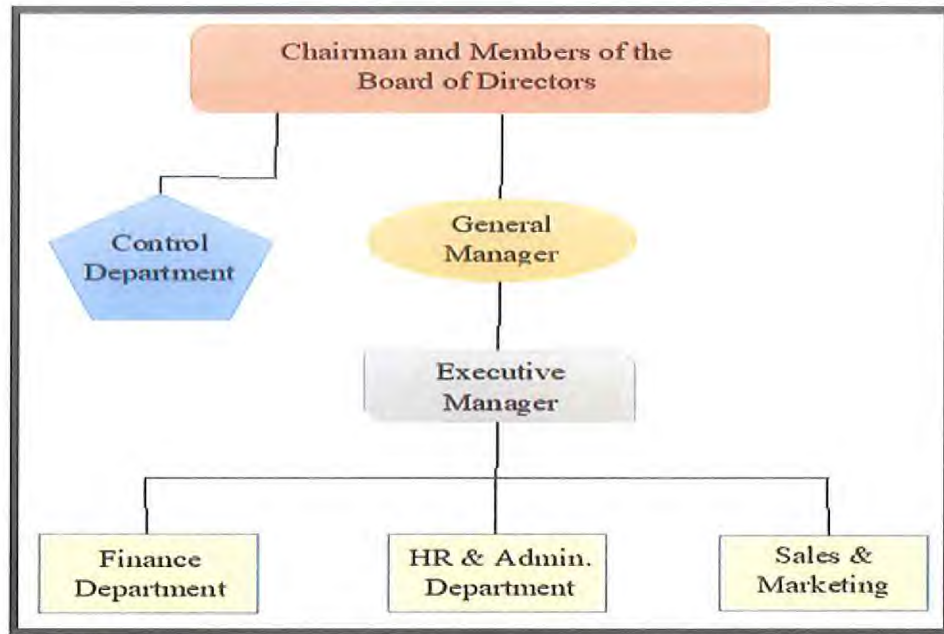 Chairman and Members of the
Board of Directors
Control
Department
General
Manager
Executive
Manager
Finance
Department
HR & Admin.
Department
Sales &
Marketing